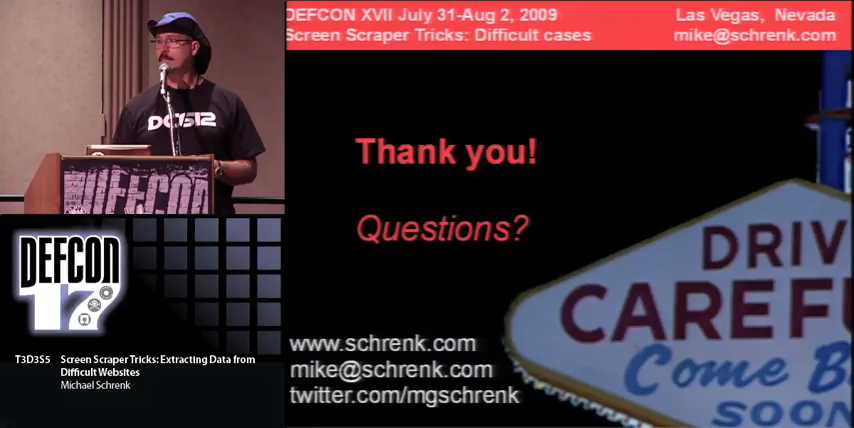 DEFCON XVII July 31-Aug 2, 2009
Las Vegas, Nevada
Screen Scraper Tricks: Difficult cases
mike@schrenk.com
DC612
DEFCON
Thank you!
Questions?
www.schrenk.com
mike@schrenk.com
twitter.com/mgschrenk
DRIV
CAREFU
Come B
SOON
DEFCON
17
T3D3S5 Screen Scraper Tricks: Extracting Data from
Difficult Websites
Michael Schrenk